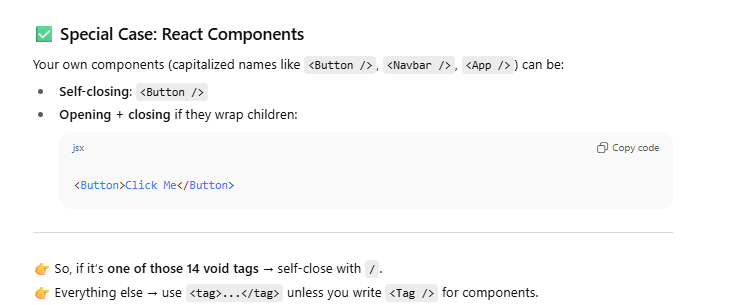 ✅ Special Case: React Components
Your own components (capitalized names like <Button />, <Navbar />, <App />) can be:
• Self-closing: <Button />
• Opening + closing if they wrap children:
jsx
Copy code
<Button>Click Me</Button>
👉 So, if it's one of those 14 void tags → self-close with /.
👉 Everything else → use <tag>...</tag> unless you write <Tag /> for components.